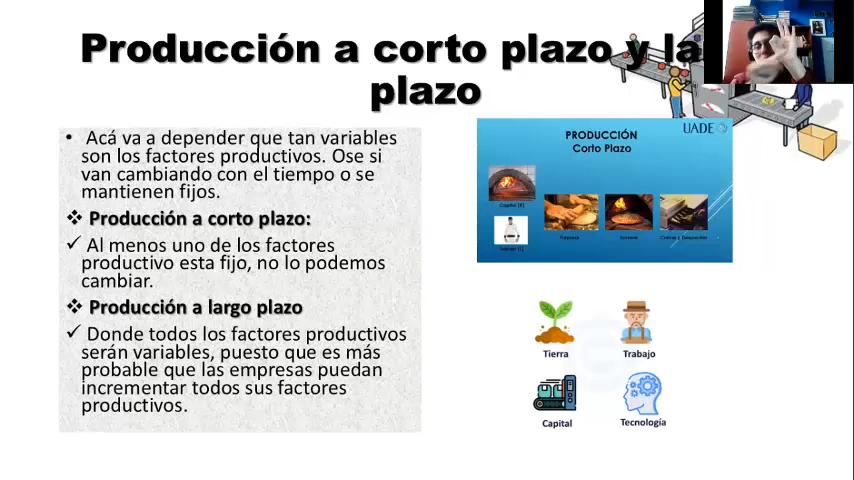 Producción a corto plazo y la
plazo
• Acá va a depender que tan variables
son los factores productivos. Ose si
van cambiando con el tiempo o se
mantienen fijos.
❖ Producción a corto plazo:
✓ Al menos uno de los factores
productivo esta fijo, no lo podemos
cambiar.
❖ Producción a largo plazo
✓ Donde todos los factores productivos
serán variables, puesto que es más
probable que las empresas puedan
incrementar todos sus factores
productivos.
UADE
PRODUCCIÓN
Corto Plazo
Capital (K)
Tierra
Trabajo
Capital
Tecnología